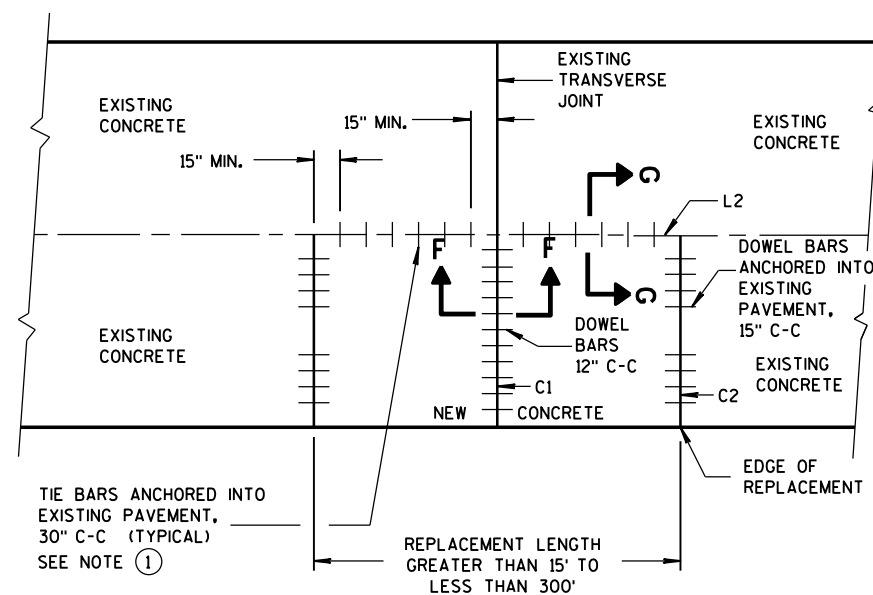 EXISTING
TRANSVERSE
JOINT
EXISTING
CONCRETE
15" MIN.
EXISTING
CONCRETE
15" MIN.
G
L2
F
F
DOWEL BARS
ANCHORED INTO
EXISTING
PAVEMENT,
15" C-C
G
EXISTING
CONCRETE
DOWEL
BARS
12" C-C
EXISTING
CONCRETE
C1
C2
NEW
CONCRETE
EDGE OF
REPLACEMENT
TIE BARS ANCHORED INTO
EXISTING PAVEMENT,
30" C-C (TYPICAL)
SEE NOTE 1
REPLACEMENT LENGTH
GREATER THAN 15' TO
LESS THAN 300'